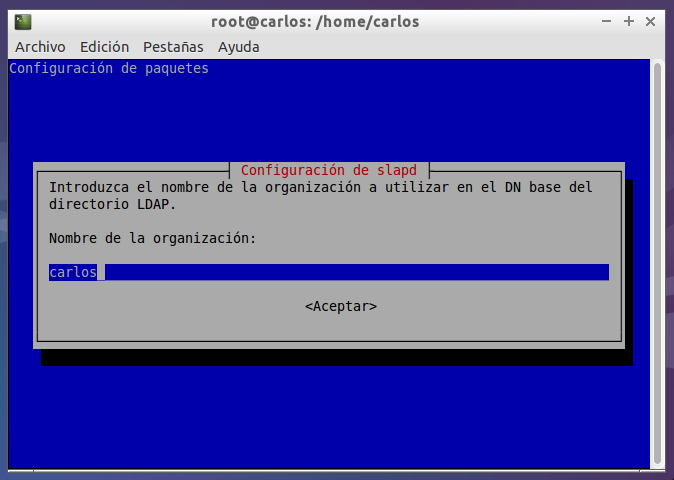 root@carlos: /home/carlos
Archivo Edición Pestañas Ayuda
Configuración de paquetes
Configuración de slapd
Introduzca el nombre de la organización a utilizar en el DN base del
directorio LDAP.
Nombre de la organización:
carlos
<Aceptar>